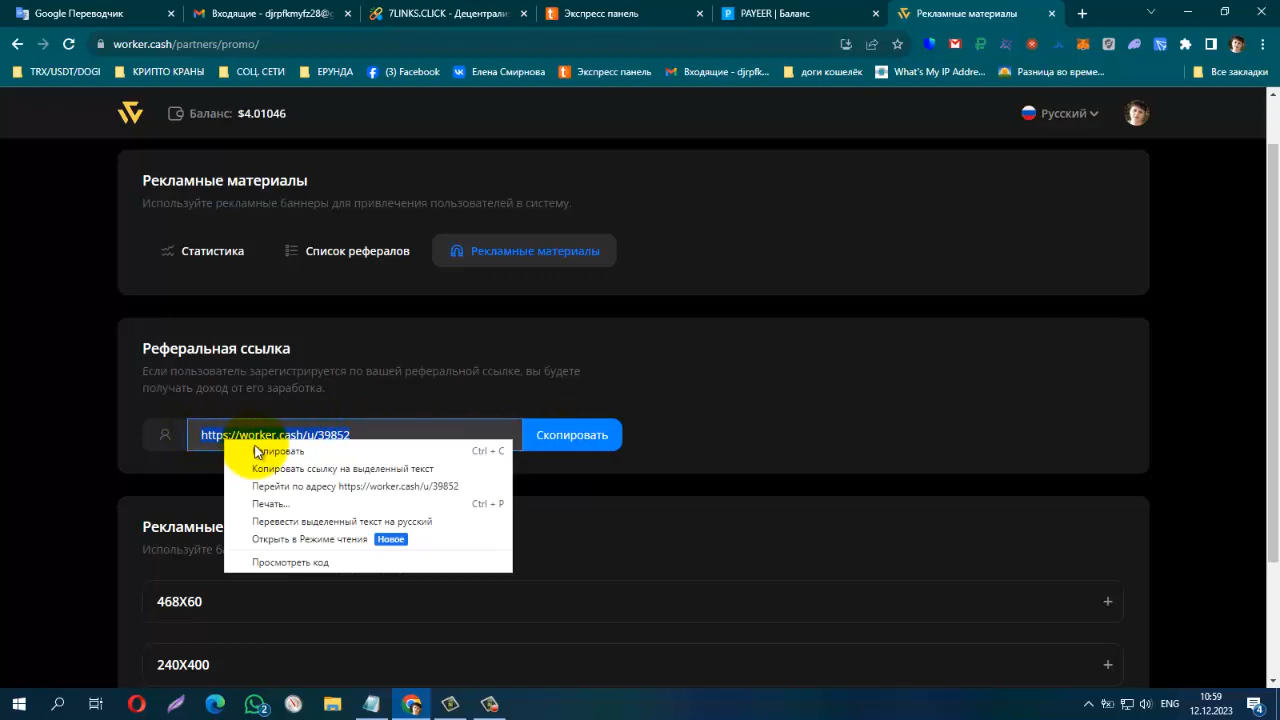 Google Переводчик
Входящие - djrpfkmyfz28@g
7LINKS.CLICK - Децентрали
Экспресс панель
PAYEER | Баланс
Рекламные материалы
worker.cash/partners/promo/
TRX/USDT/DOGI
КРИПТО КРАНЫ
СОЦ. СЕТИ
ЕРУНДА
(3) Facebook
Елена Смирнова
Экспресс панель
Входящие - djrpfk...
доги кошелёк
What's My IP Addre...
Разница во време...
Все закладки
Баланс: $4.01046
Русский
Рекламные материалы
Используйте рекламные баннеры для привлечения пользователей в систему.
Статистика
Список рефералов
Рекламные материалы
Реферальная ссылка
Если пользователь зарегистрируется по вашей реферальной ссылке, вы будете
получать доход от его заработка.
https://worker.cash/u/39852
Скопировать
Копировать Ctrl + C
Копировать ссылку на выделенный текст
Перейти по адресу https://worker.cash/u/39852
Печать... Ctrl + P
Перевести выделенный текст на русский
Открыть в Режиме чтения Новое
Просмотреть код
Рекламные
Используйте б
468X60
240X400
2
ENG
10:59
12.12.2023
4